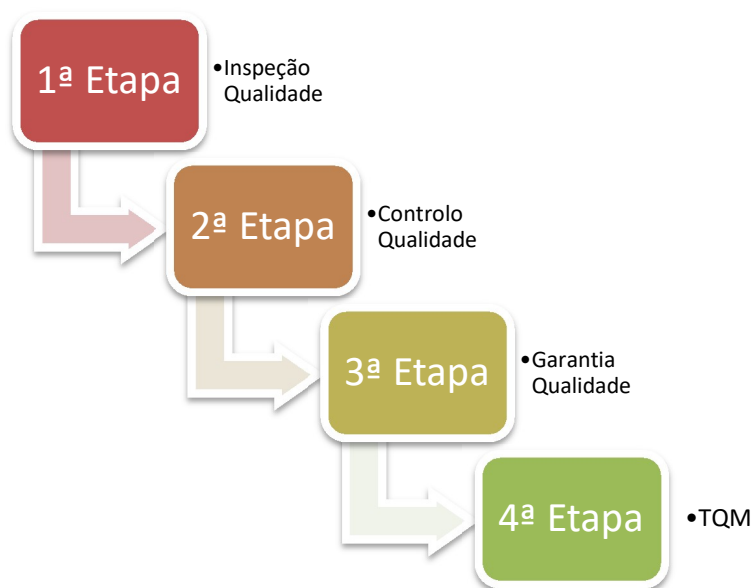 1ª Etapa
•Inspeção
Qualidade
2ª Etapa
•Controlo
Qualidade
3ª Etapa
•Garantia
Qualidade
4ª Etapa
•TQM